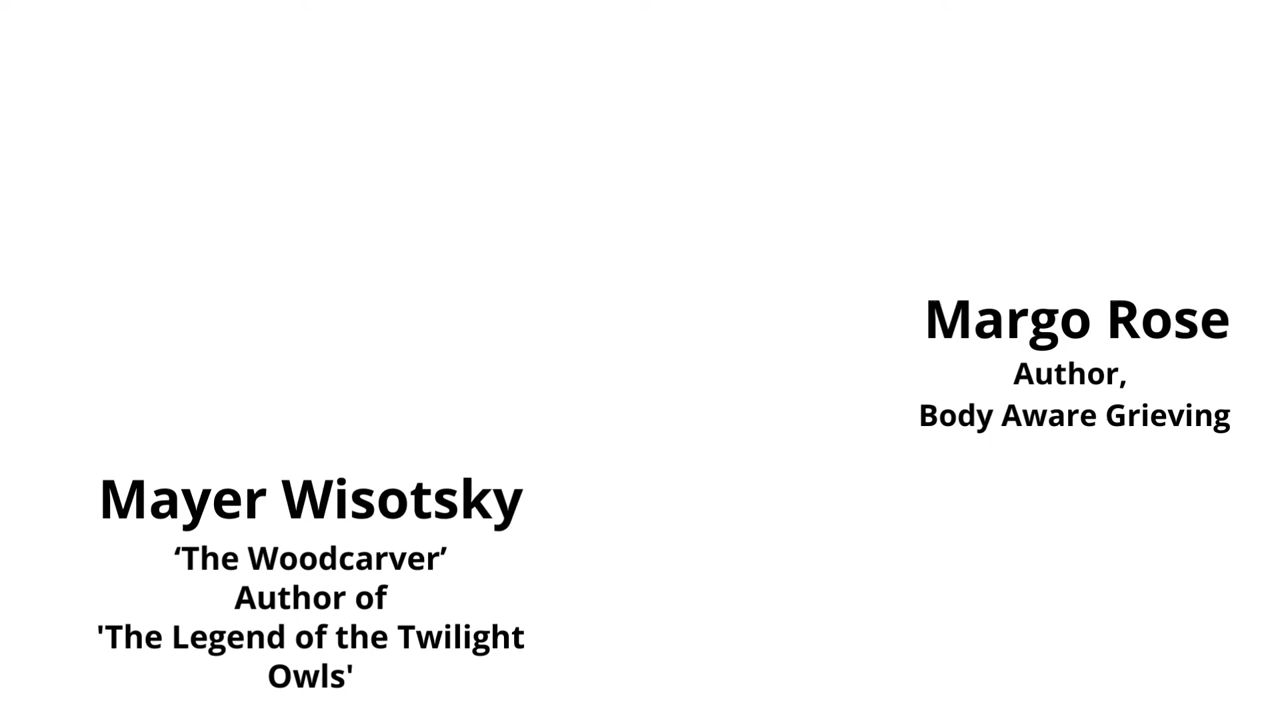 Margo Rose
Author,
Body Aware Grieving
Mayer Wisotsky
‘The Woodcarver’
Author of
'The Legend of the Twilight
Owls'